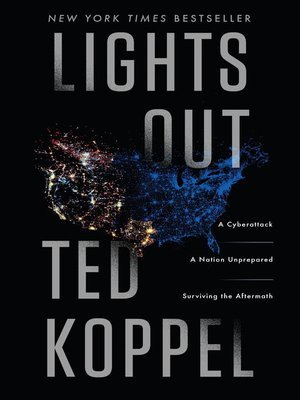 NEW YORK TIMES BESTSELLER
LIGHTS
OUT
A Cyberattack
A Nation Unprepared
TED
Surviving the Aftermath
KOPPEL